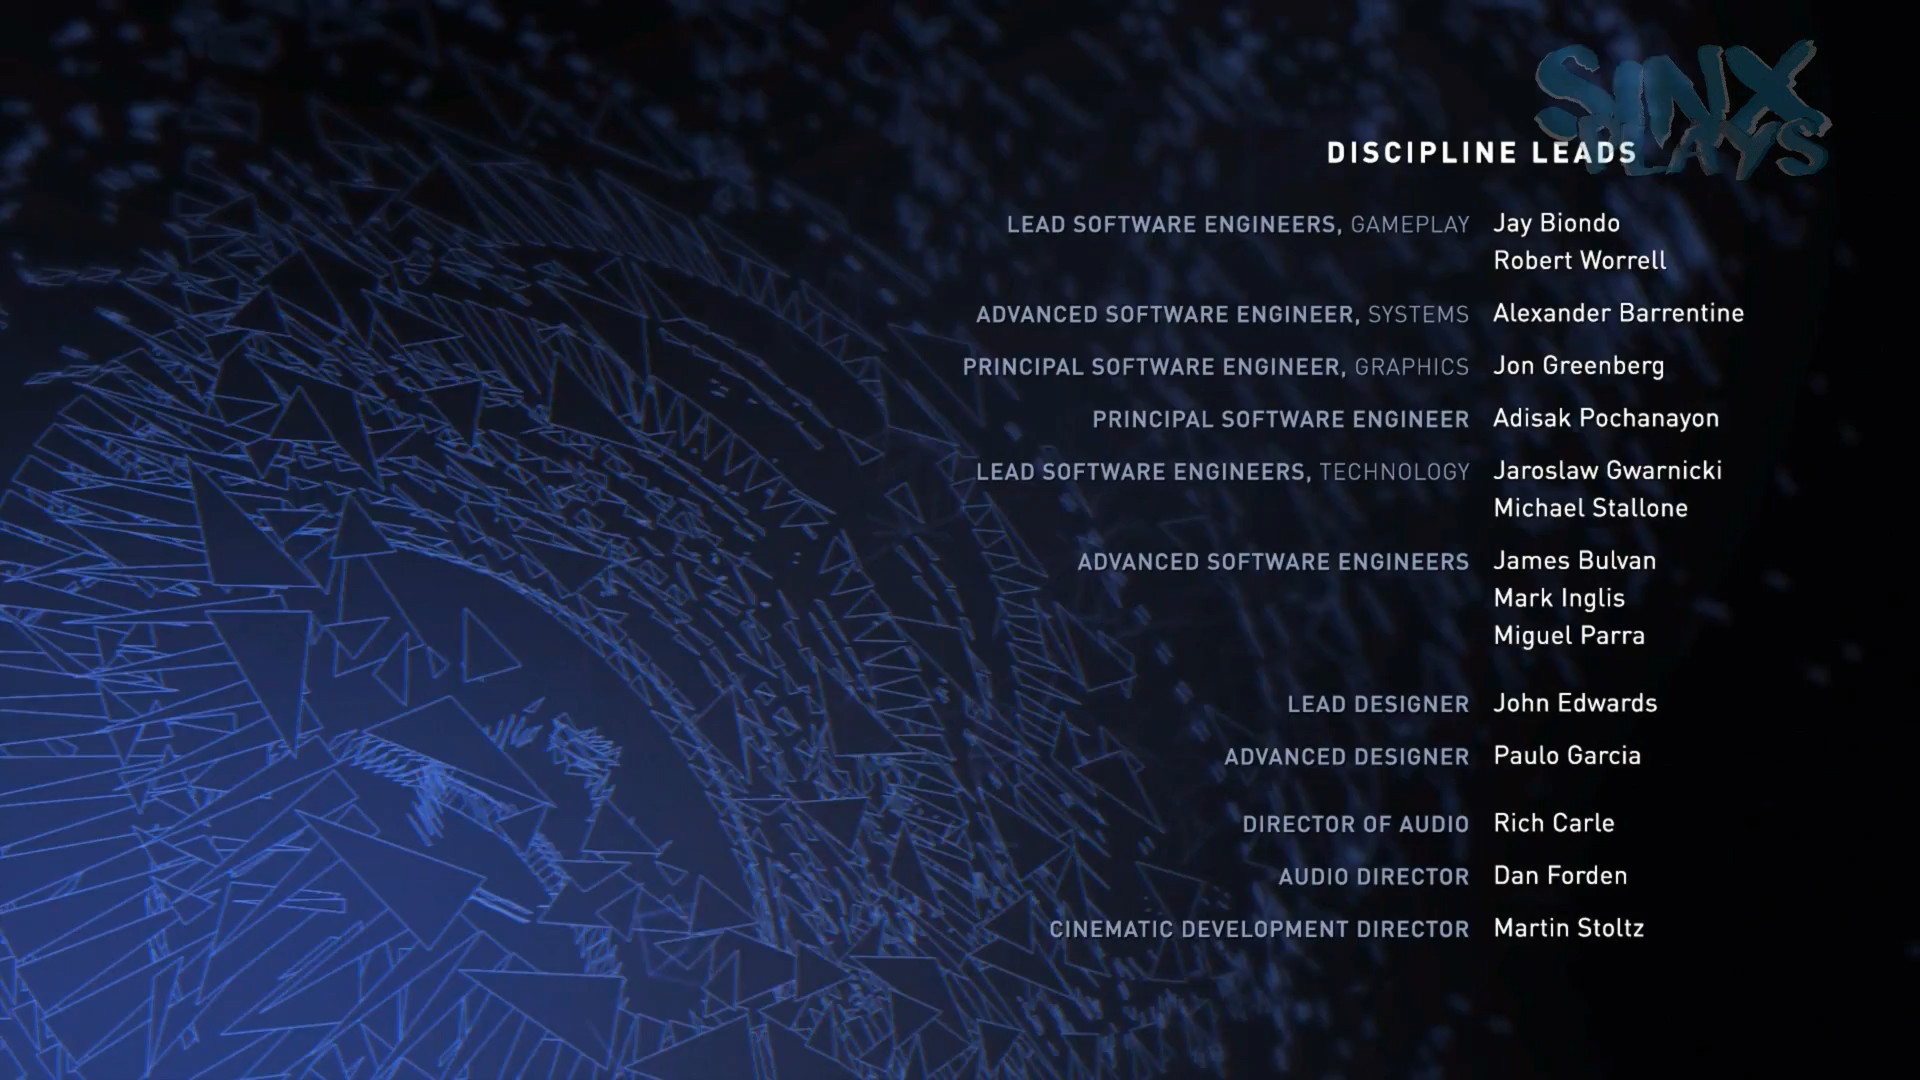 SINX
PLAYS
DISCIPLINE LEADS
LEAD SOFTWARE ENGINEERS, GAMEPLAY Jay Biondo
Robert Worrell
ADVANCED SOFTWARE ENGINEER, SYSTEMS Alexander Barrentine
PRINCIPAL SOFTWARE ENGINEER, GRAPHICS Jon Greenberg
PRINCIPAL SOFTWARE ENGINEER Adisak Pochanayon
LEAD SOFTWARE ENGINEERS, TECHNOLOGY Jaroslaw Gwarnicki
Michael Stallone
ADVANCED SOFTWARE ENGINEERS James Bulvan
Mark Inglis
Miguel Parra
LEAD DESIGNER John Edwards
ADVANCED DESIGNER Paulo Garcia
DIRECTOR OF AUDIO Rich Carle
AUDIO DIRECTOR Dan Forden
CINEMATIC DEVELOPMENT DIRECTOR Martin Stoltz